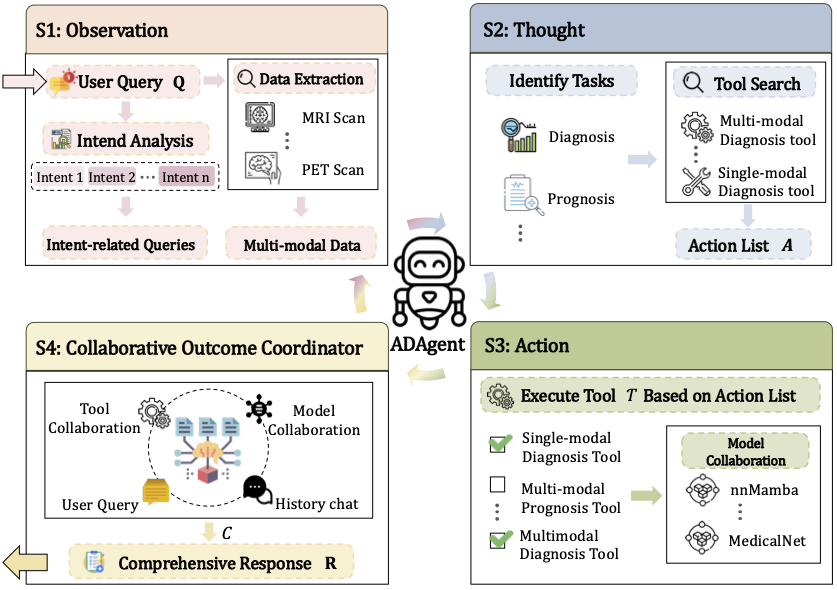 S1: Observation
User Query Q
Data Extraction
MRI Scan
PET Scan
Intend Analysis
Intent 1 Intent 2 ... Intent n
Intent-related Queries
Multi-modal Data
S2: Thought
Identify Tasks
Diagnosis
Prognosis
Tool Search
Multi-modal
Diagnosis tool
Single-modal
Diagnosis tool
Action List A
ADAgent
S3: Action
Execute Tool T Based on Action List
Single-modal
Diagnosis Tool
Multi-modal
Prognosis Tool
Multimodal
Diagnosis Tool
Model
Collaboration
nnMamba
MedicalNet
S4: Collaborative Outcome Coordinator
Tool
Collaboration
Model
Collaboration
User Query
History chat
C
Comprehensive Response R